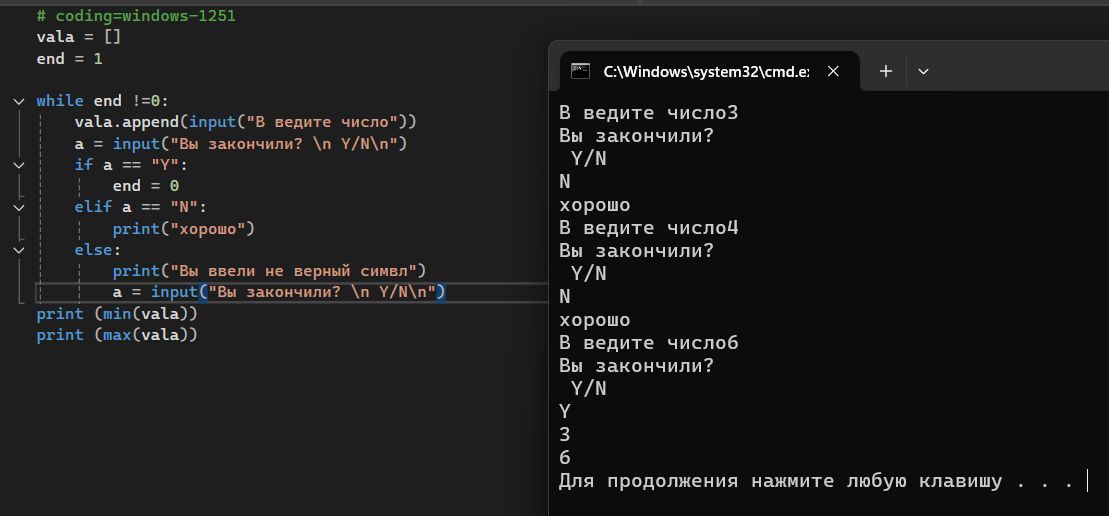 # coding=windows-1251
vala = []
end = 1
while end !=0:
vala.append(input("В ведите число"))
a = input("Вы закончили? \n Y/N\n")
if a == "Y":
end = 0
elif a == "N":
print("хорошо")
else:
print("Вы ввели не верный симвл")
a = input("Вы закончили? \n Y/N\n")
print (min(vala))
print (max(vala))
C:\Windows\system32\cmd.e
В ведите число3
Вы закончили?
Y/N
N
хорошо
В ведите число4
Вы закончили?
Y/N
N
хорошо
В ведите число6
Вы закончили?
Y/N
Y
3
6
Для продолжения нажмите любую клавишу . . .